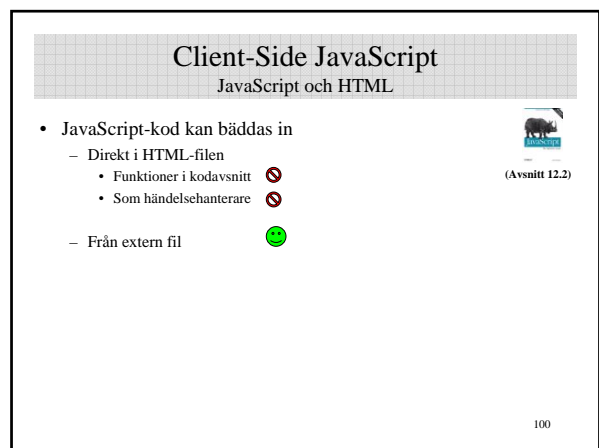 Client-Side JavaScript
JavaScript och HTML
• JavaScript-kod kan bäddas in
– Direkt i HTML-filen
• Funktioner i kodavsnitt
• Som händelsehanterare
– Från extern fil
JavaScript
(Avsnitt 12.2)
100